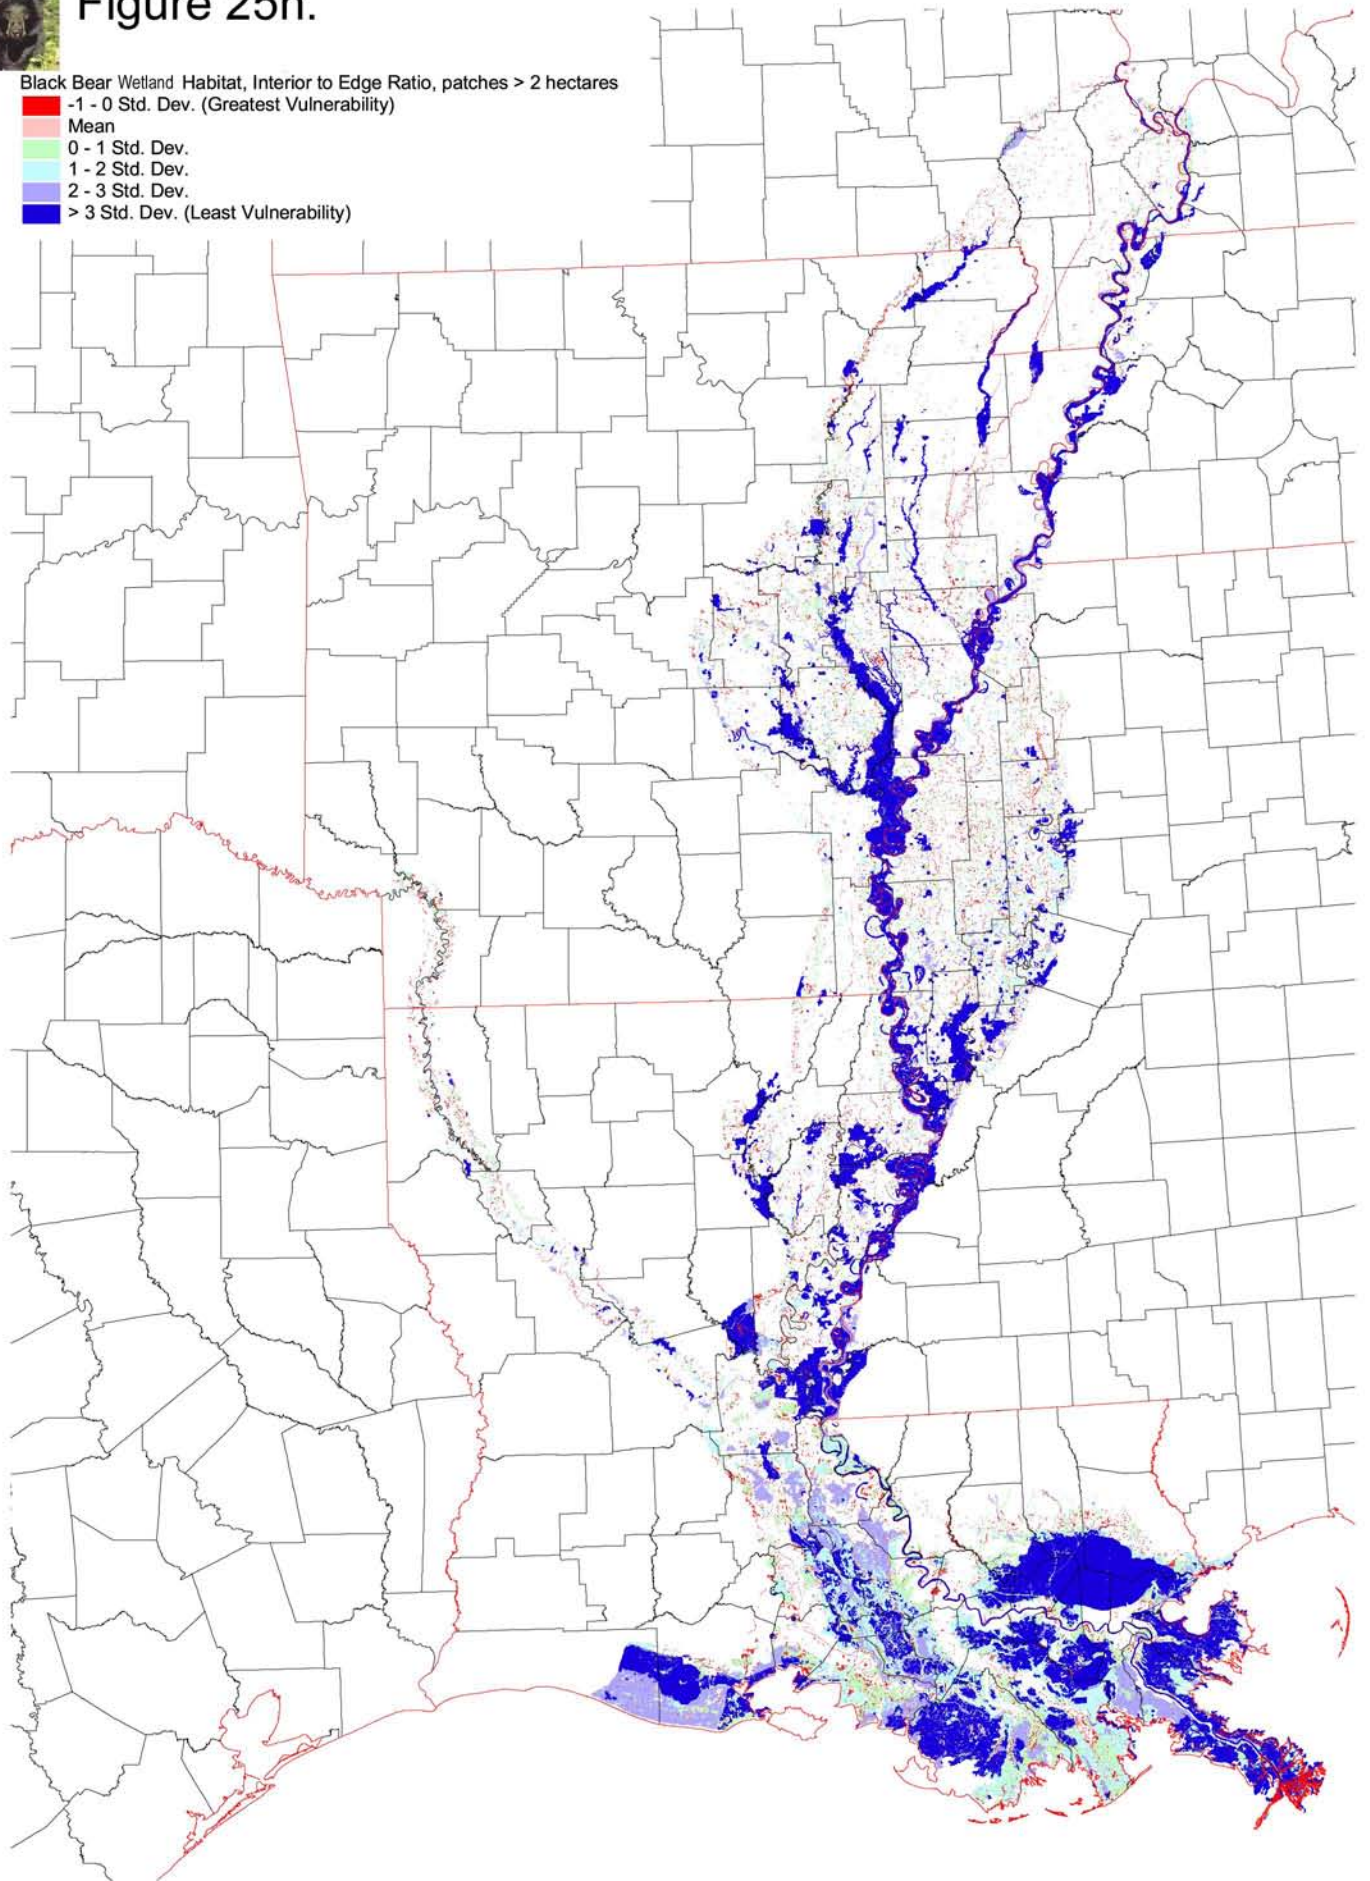 Figure 25h.
Black Bear Wetland Habitat, Interior to Edge Ratio, patches > 2 hectares
-1 - 0 Std. Dev. (Greatest Vulnerability)
Mean
0 - 1 Std. Dev.
1 - 2 Std. Dev.
2 - 3 Std. Dev.
> 3 Std. Dev. (Least Vulnerability)